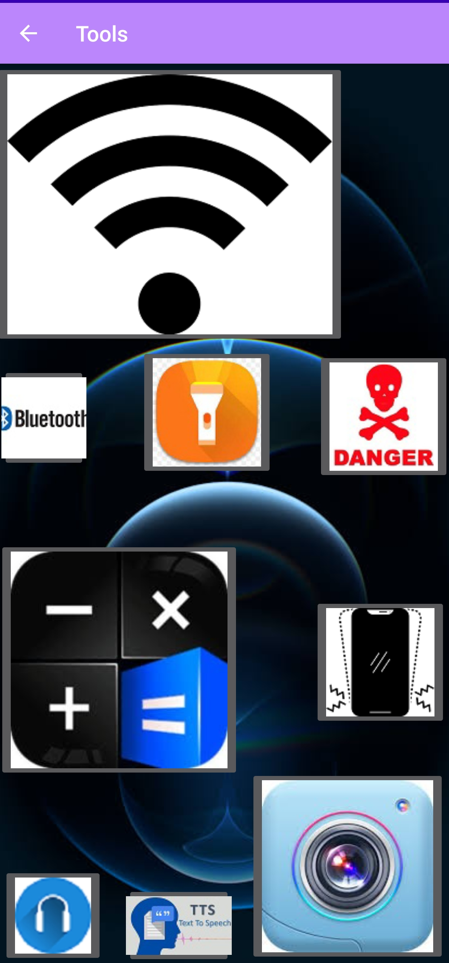 Tools
Bluetooth
DANGER
TTS
Text To Speech